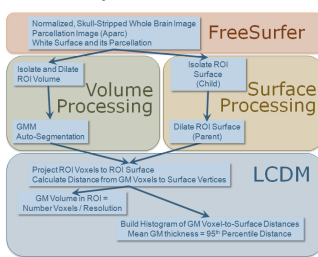 Normalized, Skull-Stripped Whole Brain Image
Parcellation Image (Aparc)
White Surface and its Parcellation
FreeSurfer
Isolate and Dilate
ROI Volume
Volume
Processing
GMM
Auto-Segmentation
Isolate ROI
Surface
(Child)
Surface
Processing
Dilate ROI Surface
(Parent)
Project ROI Voxels to ROI Surface
Calculate Distance from GM Voxels to Surface Vertices
LCDM
GM Volume in ROI =
Number Voxels / Resolution
Build Histogram of GM Voxel-to-Surface Distances
Mean GM thickness = 95th Percentile Distance